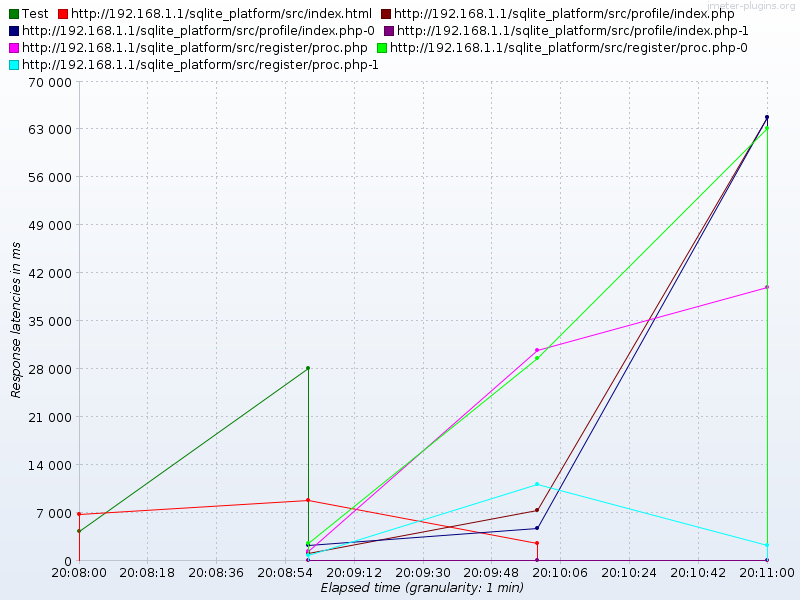 jmeter-plugins.org
Test http://192.168.1.1/sqlite_platform/src/index.html http://192.168.1.1/sqlite_platform/src/profile/index.php
http://192.168.1.1/sqlite_platform/src/profile/index.php-0 http://192.168.1.1/sqlite_platform/src/profile/index.php-1
http://192.168.1.1/sqlite_platform/src/register/proc.php http://192.168.1.1/sqlite_platform/src/register/proc.php-0
http://192.168.1.1/sqlite_platform/src/register/proc.php-1
70 000
63 000
56 000
49 000
42 000
35 000
28 000
21 000
14 000
7 000
0
Response latencies in ms
20:08:00 20:08:18 20:08:36 20:08:54 20:09:12 20:09:30 20:09:48 20:10:06 20:10:24 20:10:42 20:11:00
Elapsed time (granularity: 1 min)